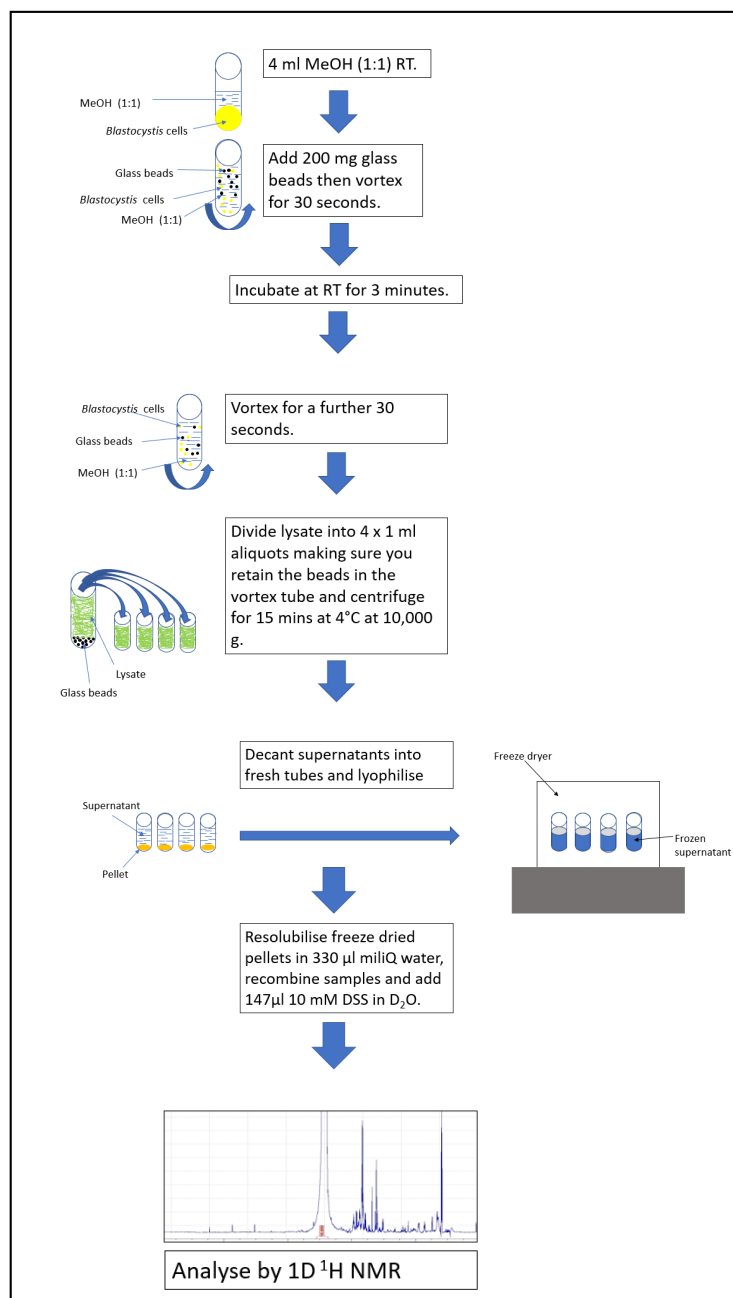 4 ml MeOH (1:1) RT.
MeOH (1:1)
Blastocystis cells
Glass beads
Blastocystis cells
MeOH (1:1)
Add 200 mg glass
beads then vortex
for 30 seconds.
Incubate at RT for 3 minutes.
Blastocystis cells
Glass beads
MeOH (1:1)
Vortex for a further 30
seconds.
Divide lysate into 4 x 1 ml
aliquots making sure you
retain the beads in the
vortex tube and centrifuge
for 15 mins at 4°C at 10,000
g.
Lysate
Glass beads
Decant supernatants into
fresh tubes and lyophilise
Supernatant
Pellet
Freeze dryer
Frozen
supernatant
Resolubilise freeze dried
pellets in 330 µl miliQ water,
recombine samples and add
147µl 10 mM DSS in D₂O.
Analyse by 1D ¹H NMR